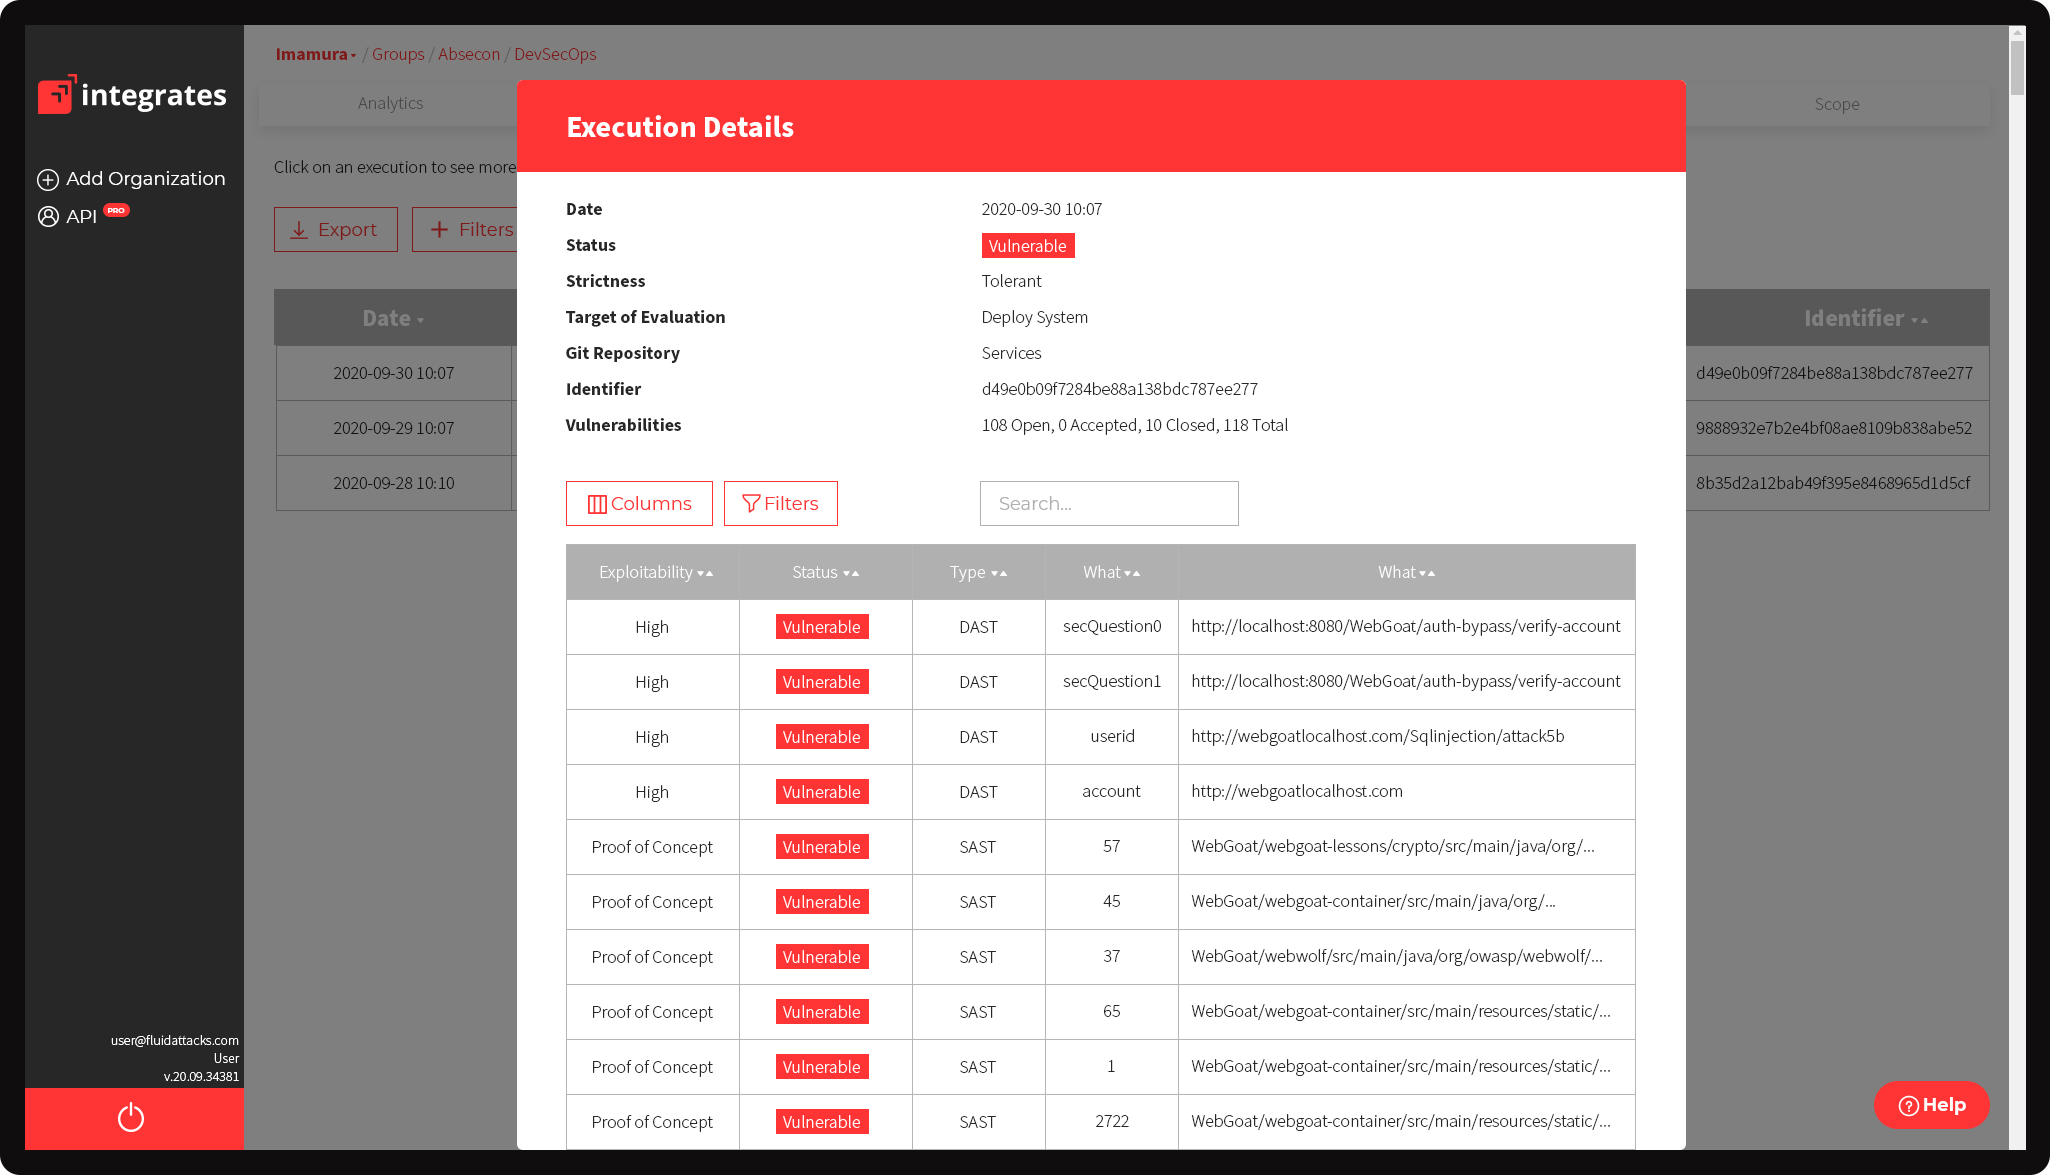 integrates
Add Organization
API PRO
user@fluidattacks.com
User
v.20.09.34381
Imamura / Groups / Absecon / DevSecOps
Analytics
Scope
Click on an execution to see more
Export
Filters
Date
Identifier
2020-09-30 10:07
d49e0b09f7284be88a138bdc787ee277
2020-09-29 10:07
9888932e7b2e4bf08ae8109b838abe52
2020-09-28 10:10
8b35d2a12bab49f395e8468965d1d5cf
Execution Details
Date 2020-09-30 10:07
Status Vulnerable
Strictness Tolerant
Target of Evaluation Deploy System
Git Repository Services
Identifier d49e0b09f7284be88a138bdc787ee277
Vulnerabilities 108 Open, 0 Accepted, 10 Closed, 118 Total
Columns Filters Search...
Exploitability Status Type What What
High Vulnerable DAST secQuestion0 http://localhost:8080/WebGoat/auth-bypass/verify-account
High Vulnerable DAST secQuestion1 http://localhost:8080/WebGoat/auth-bypass/verify-account
High Vulnerable DAST userid http://webgoatlocalhost.com/Sqlinjection/attack5b
High Vulnerable DAST account http://webgoatlocalhost.com
Proof of Concept Vulnerable SAST 57 WebGoat/webgoat-lessons/crypto/src/main/java/org/...
Proof of Concept Vulnerable SAST 45 WebGoat/webgoat-container/src/main/java/org/...
Proof of Concept Vulnerable SAST 37 WebGoat/webwolf/src/main/java/org/owasp/webwolf/...
Proof of Concept Vulnerable SAST 65 WebGoat/webgoat-container/src/main/resources/static/...
Proof of Concept Vulnerable SAST 1 WebGoat/webgoat-container/src/main/resources/static/...
Proof of Concept Vulnerable SAST 2722 WebGoat/webgoat-container/src/main/resources/static/...
Help